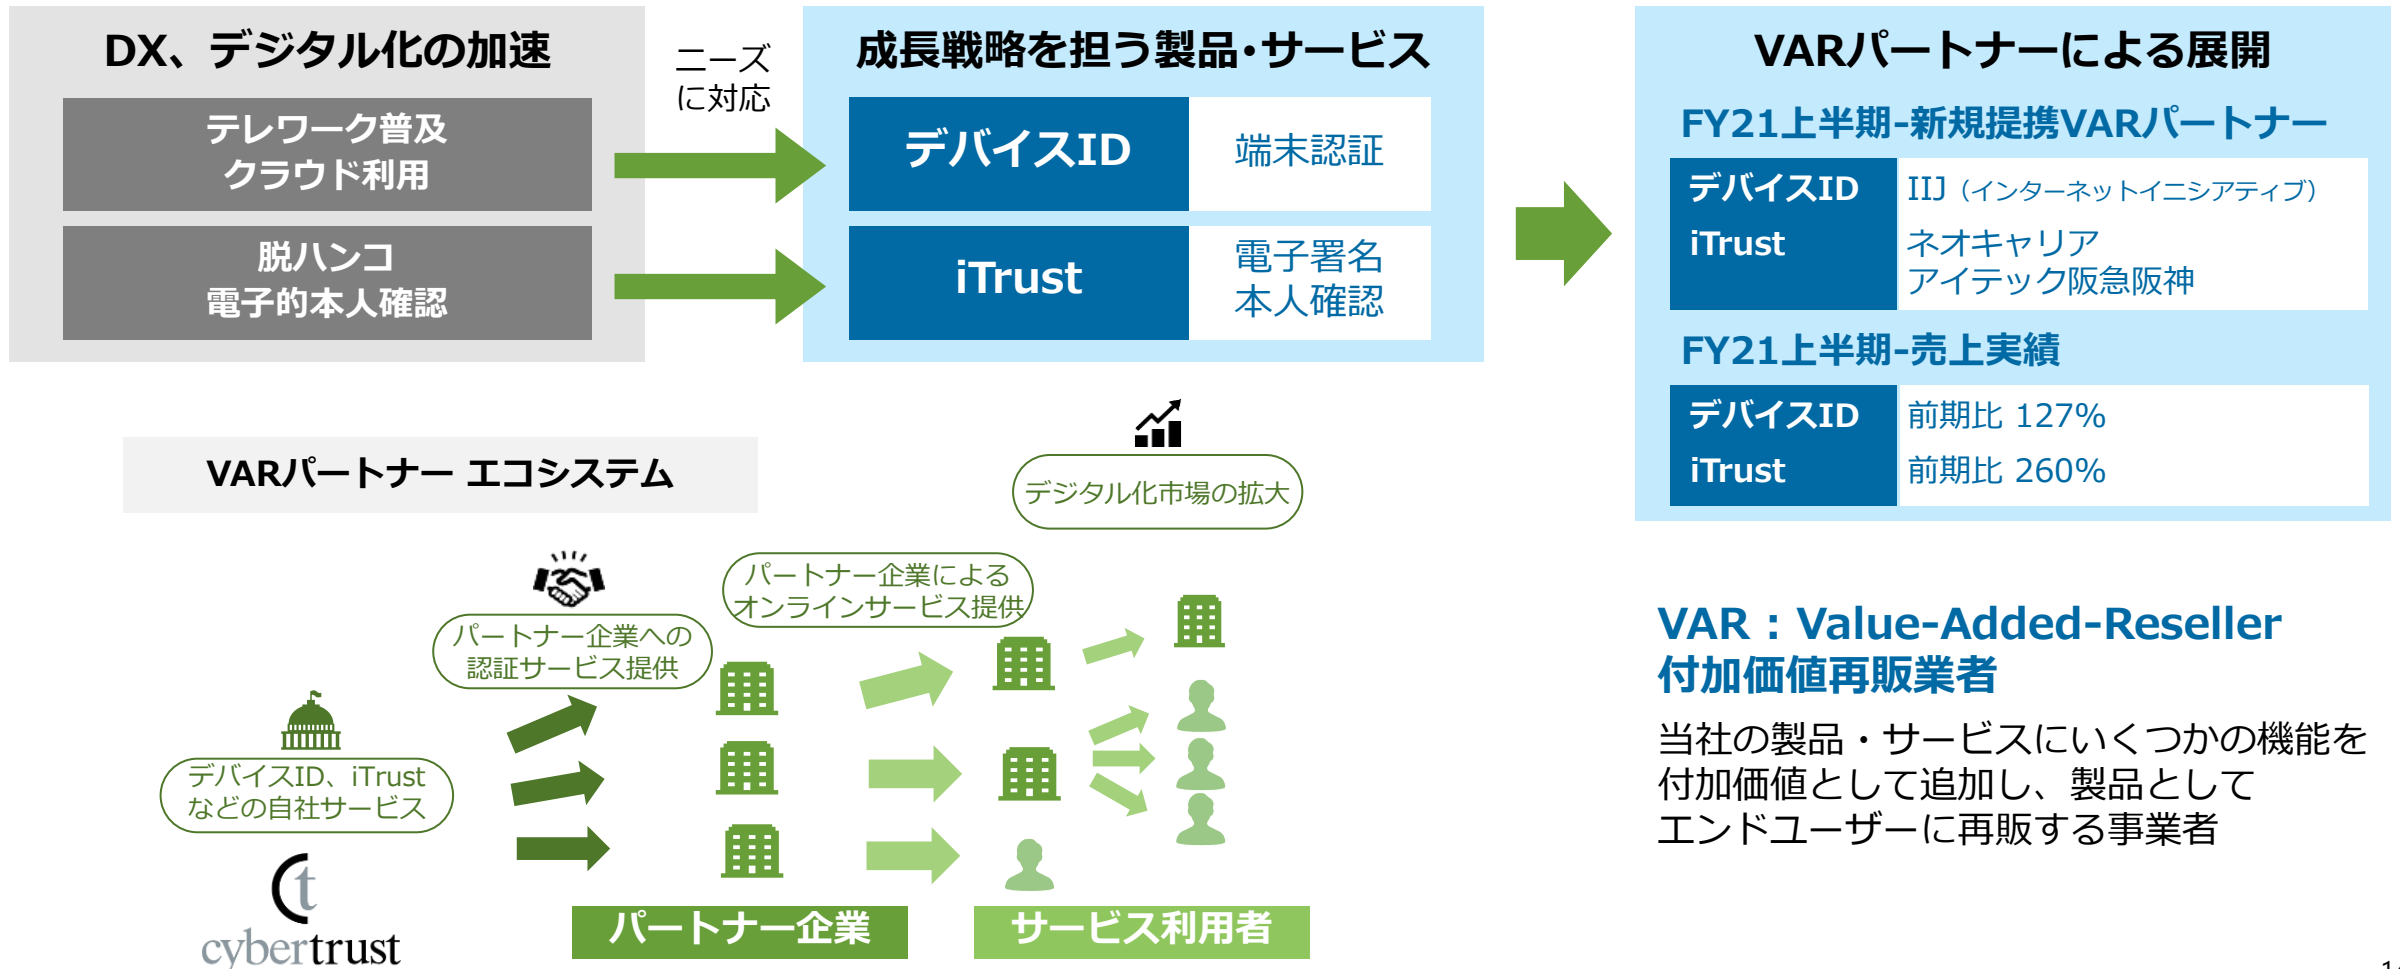 DX、デジタル化の加速
テレワーク普及
クラウド利用
脱ハンコ
電子的本人確認
ニーズ
に対応
成長戦略を担う製品･サービス
デバイスID
端末認証
iTrust
電子署名
本人確認
VARパートナーによる展開
FY21上半期-新規提携VARパートナー
デバイスID
IIJ（インターネットイニシアティブ）
iTrust
ネオキャリア
アイテック阪急阪神
FY21上半期-売上実績
デバイスID
前期比 127%
iTrust
前期比 260%
VARパートナー エコシステム
デジタル化市場の拡大
パートナー企業による
オンラインサービス提供
パートナー企業への
認証サービス提供
デバイスID、iTrust
などの自社サービス
cybertrust
パートナー企業
サービス利用者
VAR : Value-Added-Reseller
付加価値再販業者
当社の製品・サービスにいくつかの機能を
付加価値として追加し、製品として
エンドユーザーに再販する事業者